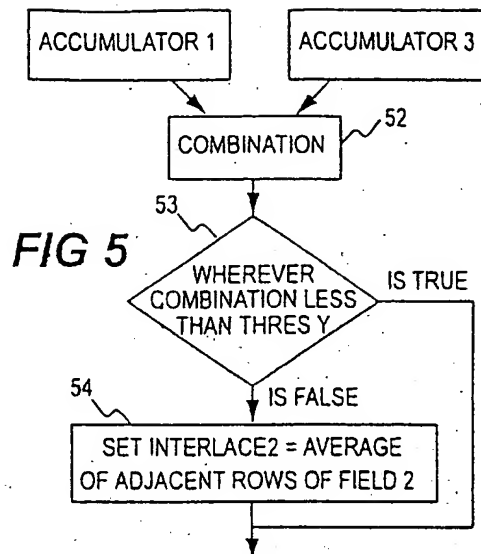 ACCUMULATOR 1
ACCUMULATOR 3
COMBINATION
52
53
FIG 5
WHEREVER
COMBINATION LESS
THAN THRES Y
IS TRUE
IS FALSE
54
SET INTERLACE2 = AVERAGE
OF ADJACENT ROWS OF FIELD 2